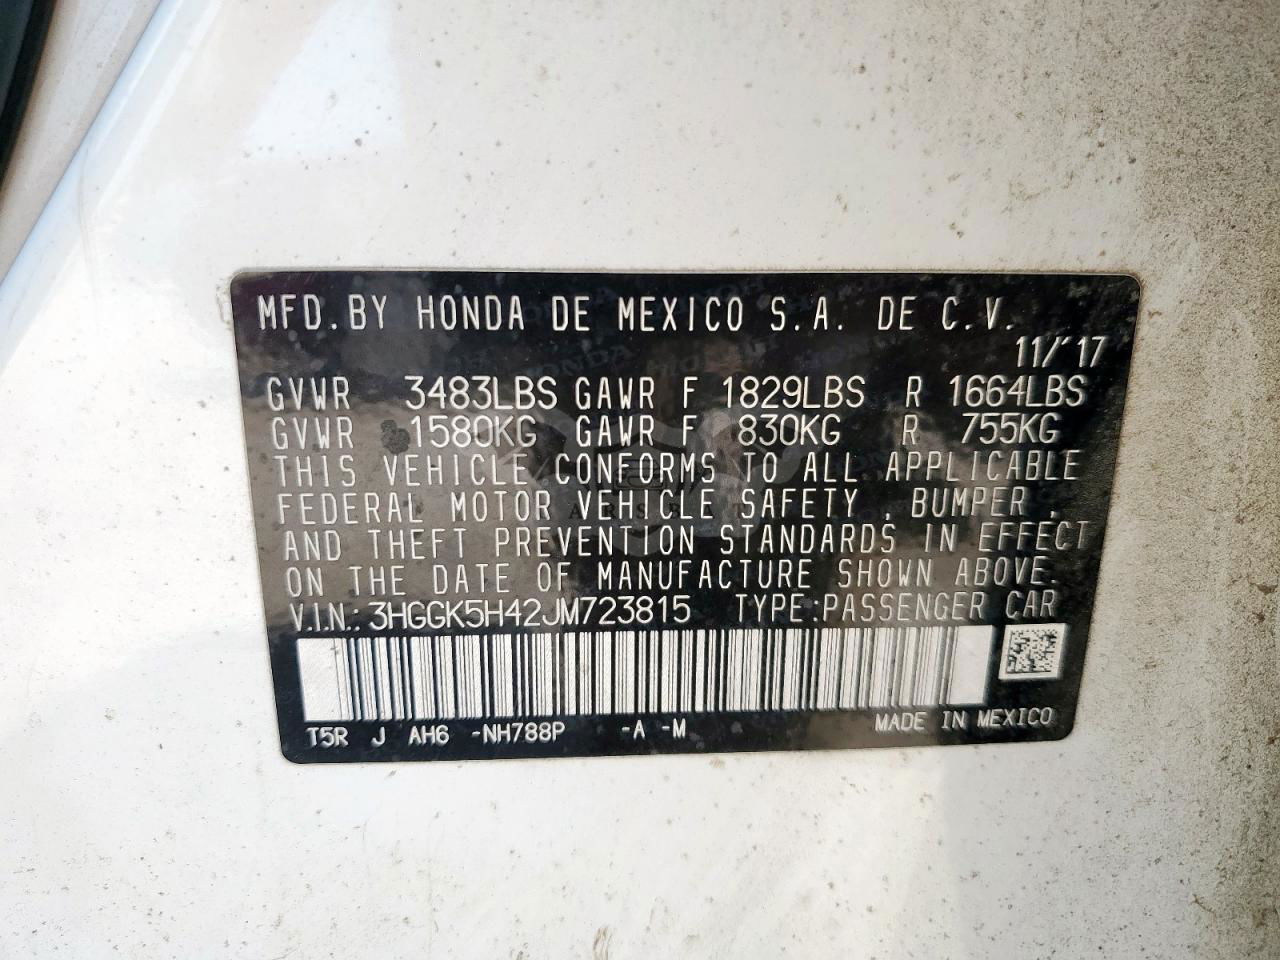 MFD. BY HONDA DE MEXICO S.A. DE C.V.
11/'17
GVWR 3483LBS GAWR F 1829LBS R 1664LBS
GVWR 1580KG GAWR F 830KG R 755KG
THIS VEHICLE CONFORMS TO ALL APPLICABLE
FEDERAL MOTOR VEHICLE SAFETY, BUMPER,
AND THEFT PREVENTION STANDARDS IN EFFECT
ON THE DATE OF MANUFACTURE SHOWN ABOVE.
V.I.N.: 3HGGK5H42JM723815 TYPE:PASSENGER CAR
T5R J AH6 -NH788P -A -M MADE IN MEXICO